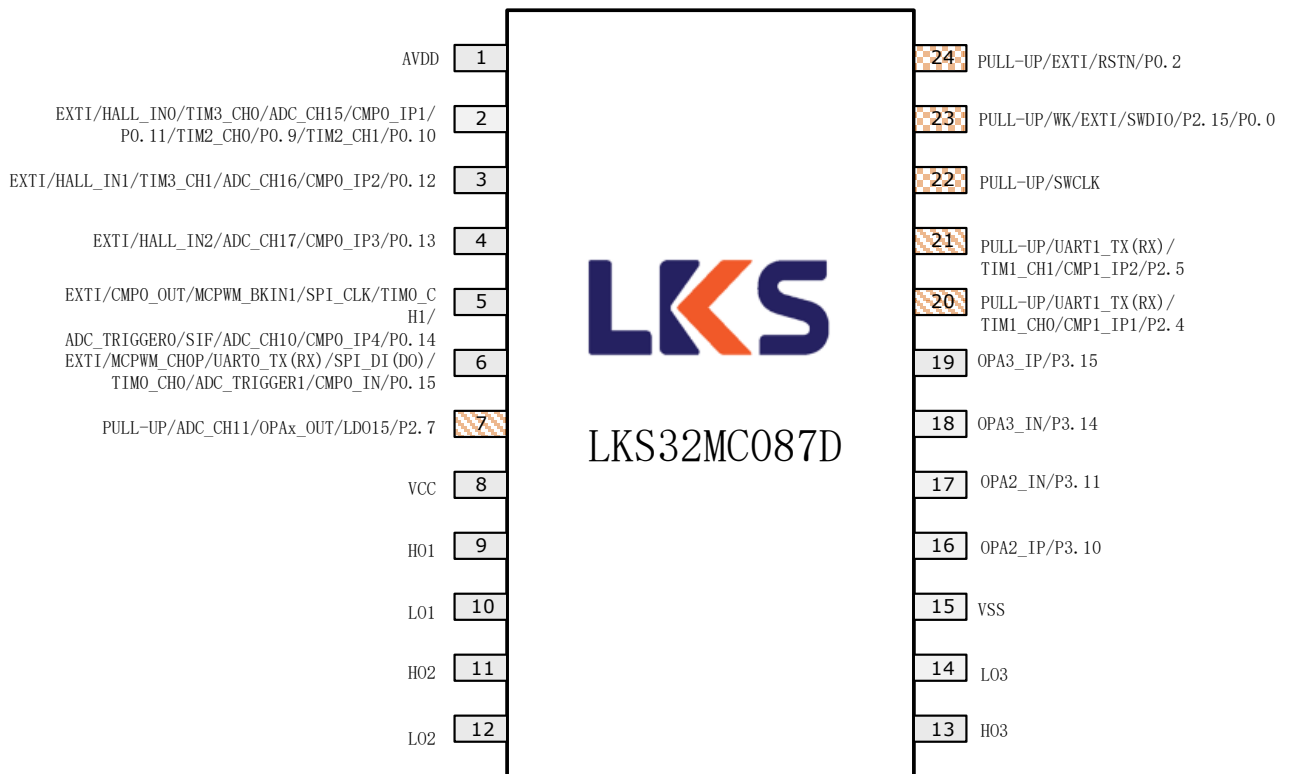 AVDD
1
EXTI/HALL_IN0/TIM3_CH0/ADC_CH15/CMP0_IP1/
P0.11/TIM2_CH0/P0.9/TIM2_CH1/P0.10
2
EXTI/HALL_IN1/TIM3_CH1/ADC_CH16/CMP0_IP2/P0.12
3
EXTI/HALL_IN2/ADC_CH17/CMP0_IP3/P0.13
4
EXTI/CMP0_OUT/MCPWM_BKIN1/SPI_CLK/TIM0_C
H1/
ADC_TRIGGER0/SIF/ADC_CH10/CMP0_IP4/P0.14
5
EXTI/MCPWM_CH0P/UART0_TX(RX)/SPI_DI(DO)/
TIM0_CH0/ADC_TRIGGER1/CMP0_IN/P0.15
6
PULL-UP/ADC_CH11/OPAx_OUT/LDO15/P2.7
7
VCC
8
HO1
9
LO1
10
HO2
11
LO2
12
LKS
LKS32MC087D
24
PULL-UP/EXTI/RSTN/P0.2
23
PULL-UP/WK/EXTI/SWDIO/P2.15/P0.0
22
PULL-UP/SWCLK
21
PULL-UP/UART1_TX(RX)/
TIM1_CH1/CMP1_IP2/P2.5
20
PULL-UP/UART1_TX(RX)/
TIM1_CH0/CMP1_IP1/P2.4
19
OPA3_IP/P3.15
18
OPA3_IN/P3.14
17
OPA2_IN/P3.11
16
OPA2_IP/P3.10
15
VSS
14
LO3
13
HO3